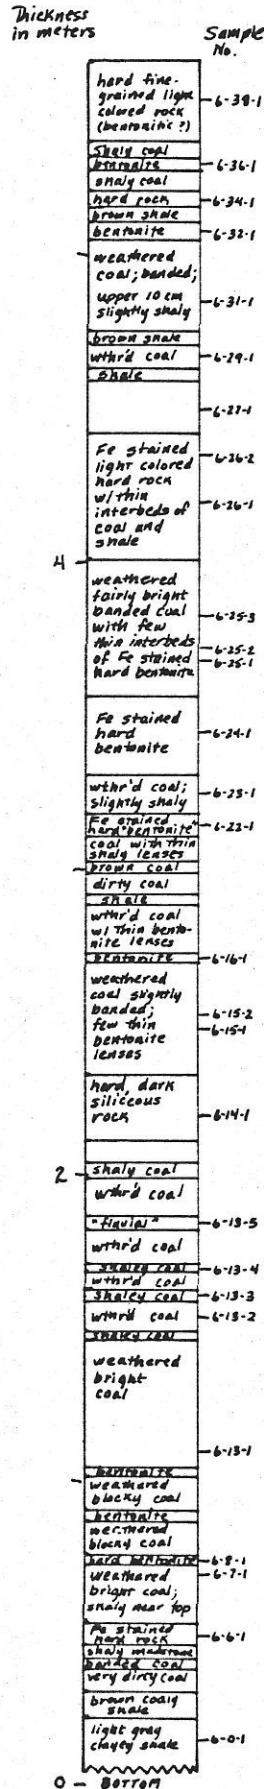 Thickness
in meters
Sample
No.
hard fine-
grained light
colored rock
(bentonitic ?)
6-38-1
shaly coal
bentonite
6-36-1
shaly coal
hard rock
6-34-1
brown shale
bentonite
6-32-1
weathered
coal; banded;
upper 10 cm
slightly shaly
6-31-1
brown shale
wthr'd coal
6-29-1
shale
6-27-1
Fe stained
light colored
hard rock
w/ thin
interbeds of
coal and
shale
6-26-2
6-26-1
4
weathered
fairly bright
banded coal
with few
thin interbeds
of Fe stained
hard bentonite
6-25-3
6-25-2
6-25-1
Fe stained
hard
bentonite
6-24-1
wthr'd coal;
slightly shaly
6-23-1
Fe stained
hard "bentonite"
6-22-1
coal with thin
shaly lenses
brown coal
dirty coal
shale
wthr'd coal
w/ thin bento-
nite lenses
bentonite
6-16-1
weathered
coal slightly
banded;
few thin
bentonite
lenses
6-15-2
6-15-1
hard, dark
siliceous
rock
6-14-1
2
shaly coal
wthr'd coal
"fluvial"
6-13-5
wthr'd coal
shaley coal
6-13-4
wthr'd coal
shaley coal
6-13-3
wthr'd coal
6-13-2
shaley coal
weathered
bright
coal
6-13-1
bentonite
weathered
blocky coal
bentonite
weathered
blocky coal
hard bentonite
6-8-1
weathered
bright coal;
shaly near top
6-7-1
Fe stained
hard rock
6-6-1
shaly mudstone
banded coal
very dirty coal
brown coaly
shale
light gray
clayey shale
6-0-1
0 - BOTTOM